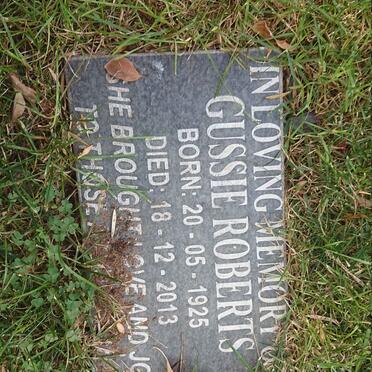 IN LOVING MEMORY
GUSSIE ROBERTS
BORN: 20-05-1925
DIED: 18-12-2013
SHE BROUGHT LOVE AND JO
TO THOSE